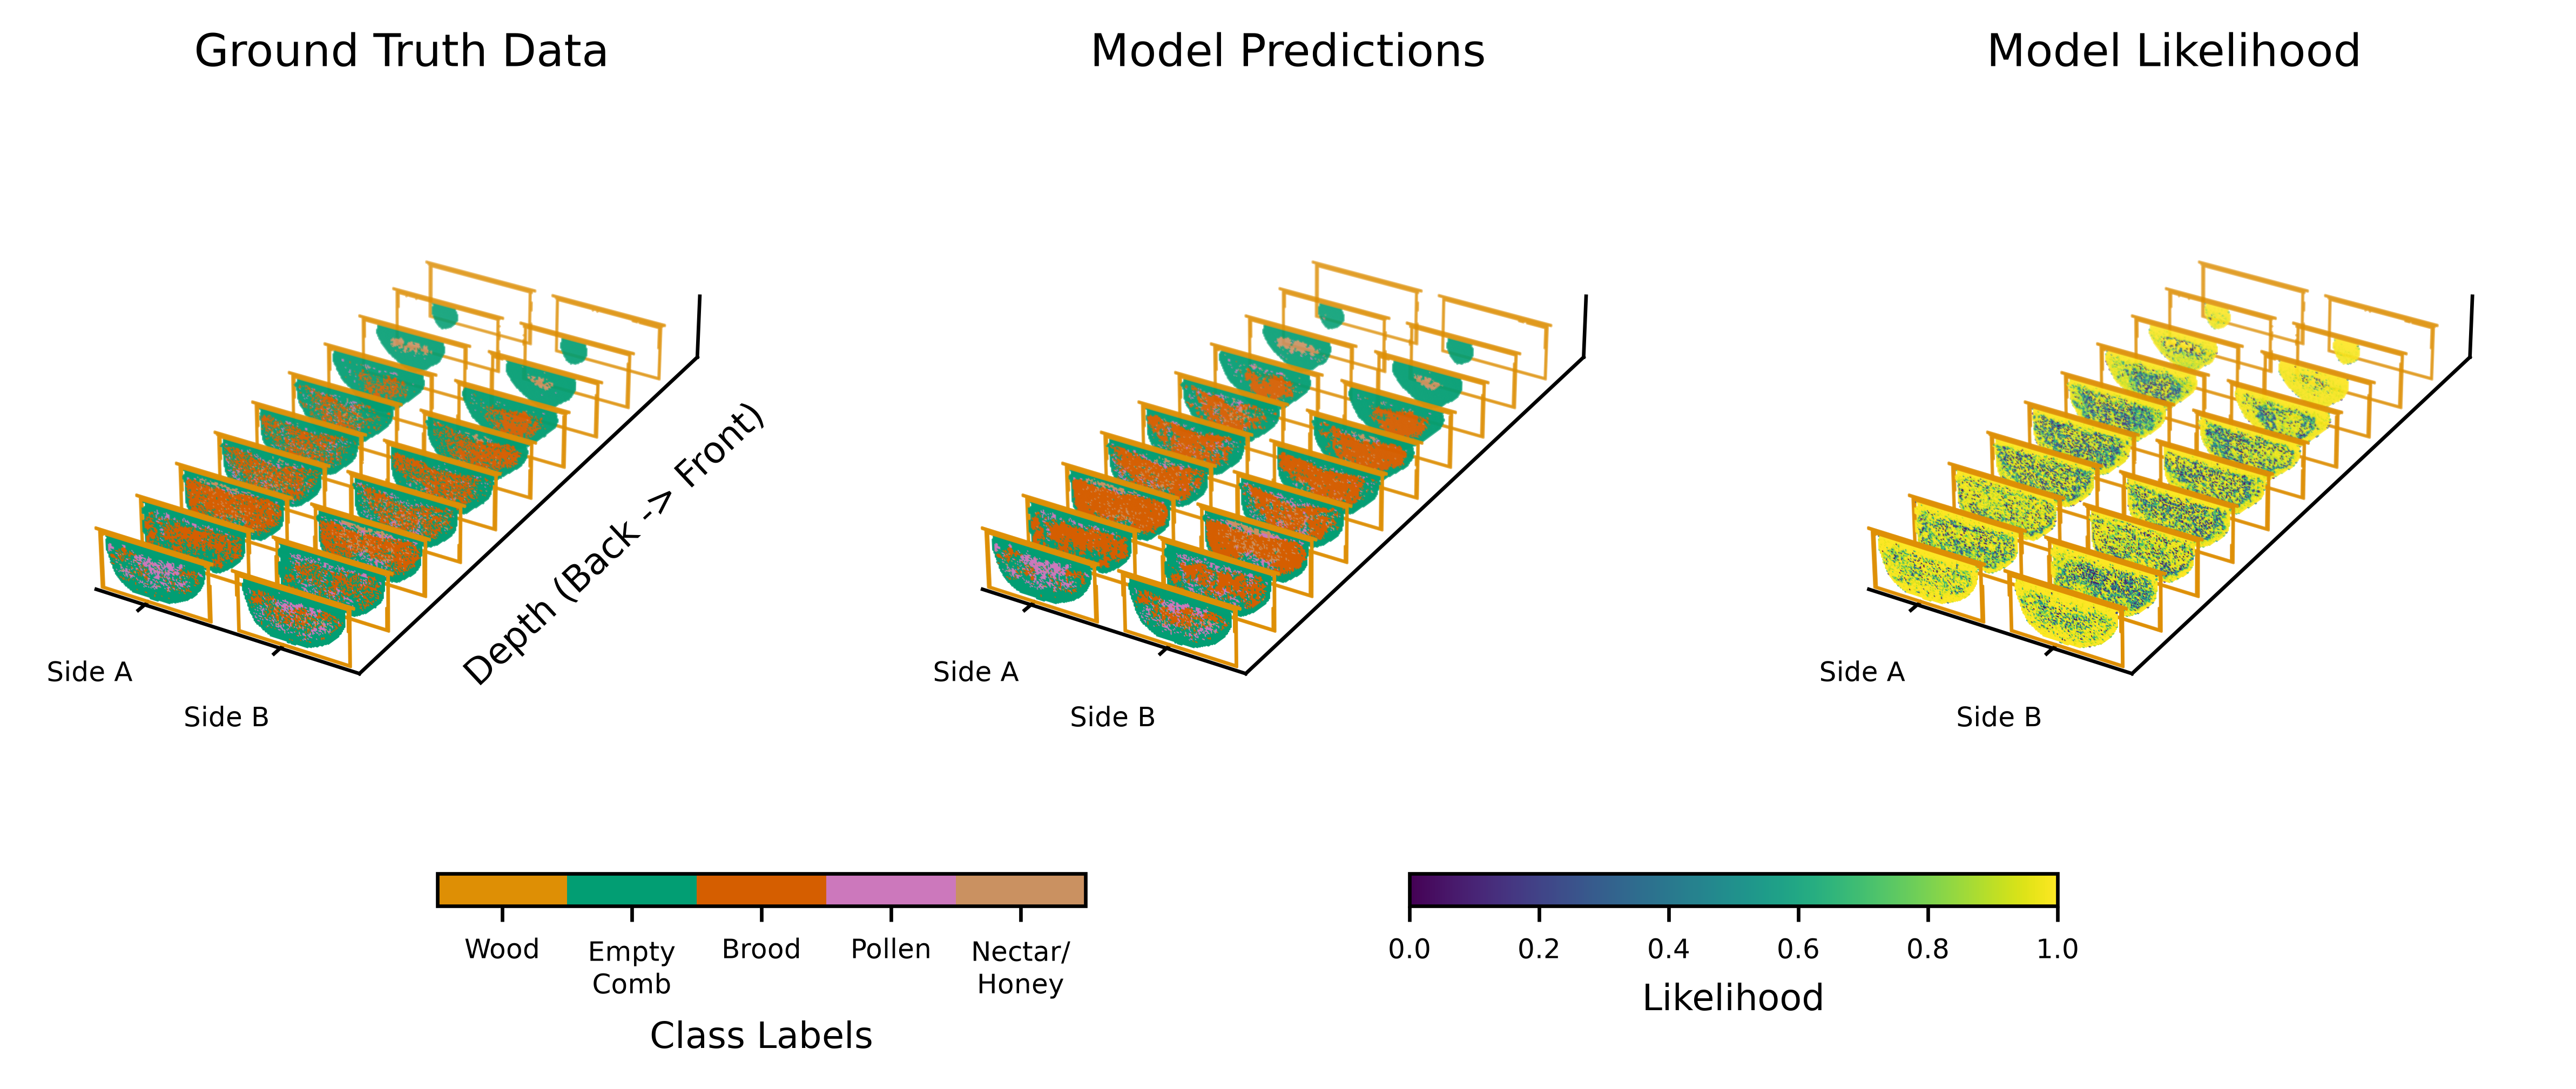 Ground Truth Data
Model Predictions
Model Likelihood
Depth (Back -> Front)
Side A
Side B
Side A
Side B
Side A
Side B
Wood
Empty
Comb
Brood
Pollen
Nectar/
Honey
Class Labels
0.0
0.2
0.4
0.6
0.8
1.0
Likelihood